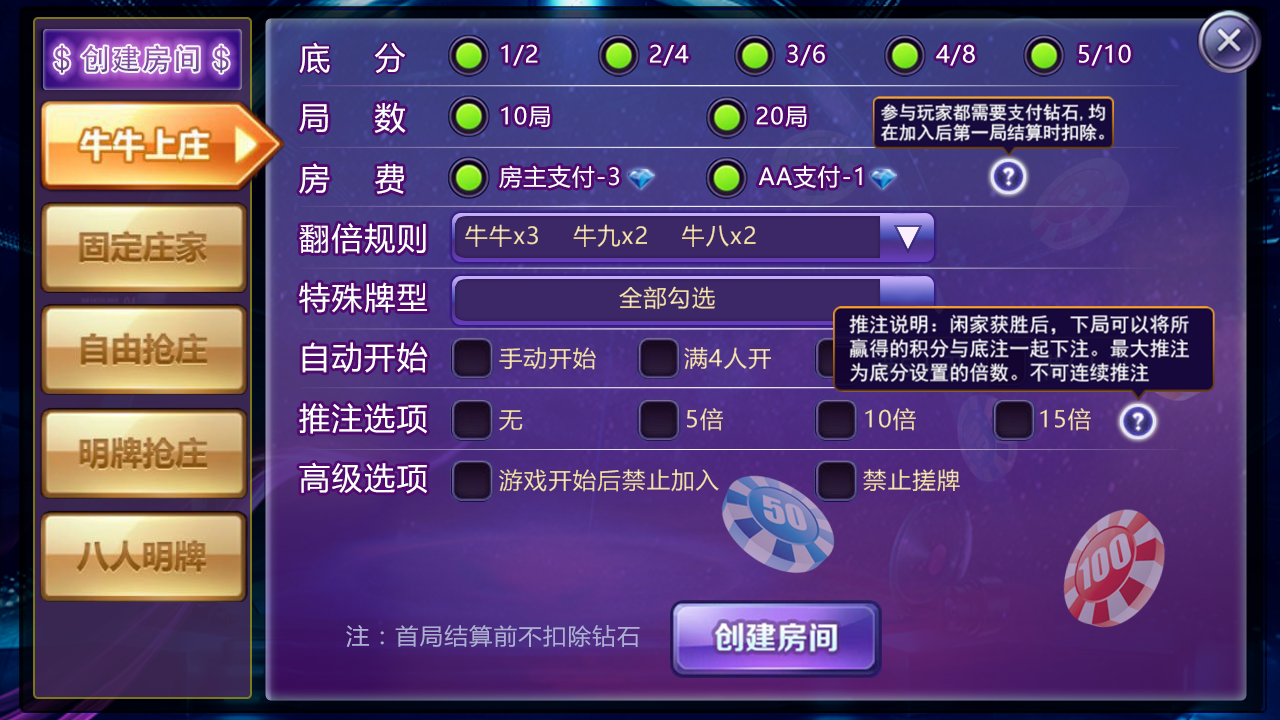 $ 创建房间 $
牛牛上庄
固定庄家
自由抢庄
明牌抢庄
八人明牌
底 分 1/2 2/4 3/6 4/8 5/10
局 数 10局 20局
参与玩家都需要支付钻石, 均
在加入后第一局结算时扣除。
房 费 房主支付-3 AA支付-1 ?
翻倍规则 牛牛x3 牛九x2 牛八x2
特殊牌型 全部勾选
推注说明：闲家获胜后，下局可以将所
赢得的积分与底注一起下注。最大推注
为底分设置的倍数。不可连续推注
自动开始 手动开始 满4人开
推注选项 无 5倍 10倍 15倍 ?
高级选项 游戏开始后禁止加入 禁止搓牌
50
100
注：首局结算前不扣除钻石
创建房间